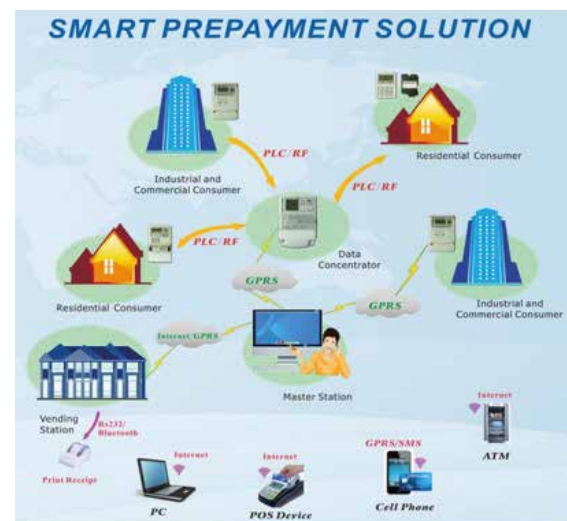 SMART PREPAYMENT SOLUTION
PLC/RF
Residential Consumer
Industrial and
Commercial Consumer
PLC/RF
PLC/RF
Data
Concentrator
GPRS
Residential Consumer
GPRS
Industrial and
Commercial Consumer
Internet/GPRS
Master Station
Vending
Station
Rs232/
Bluetooth
Internet
Print Receipt
Internet
Internet
GPRS/SMS
ATM
PC
POS Device
Cell Phone